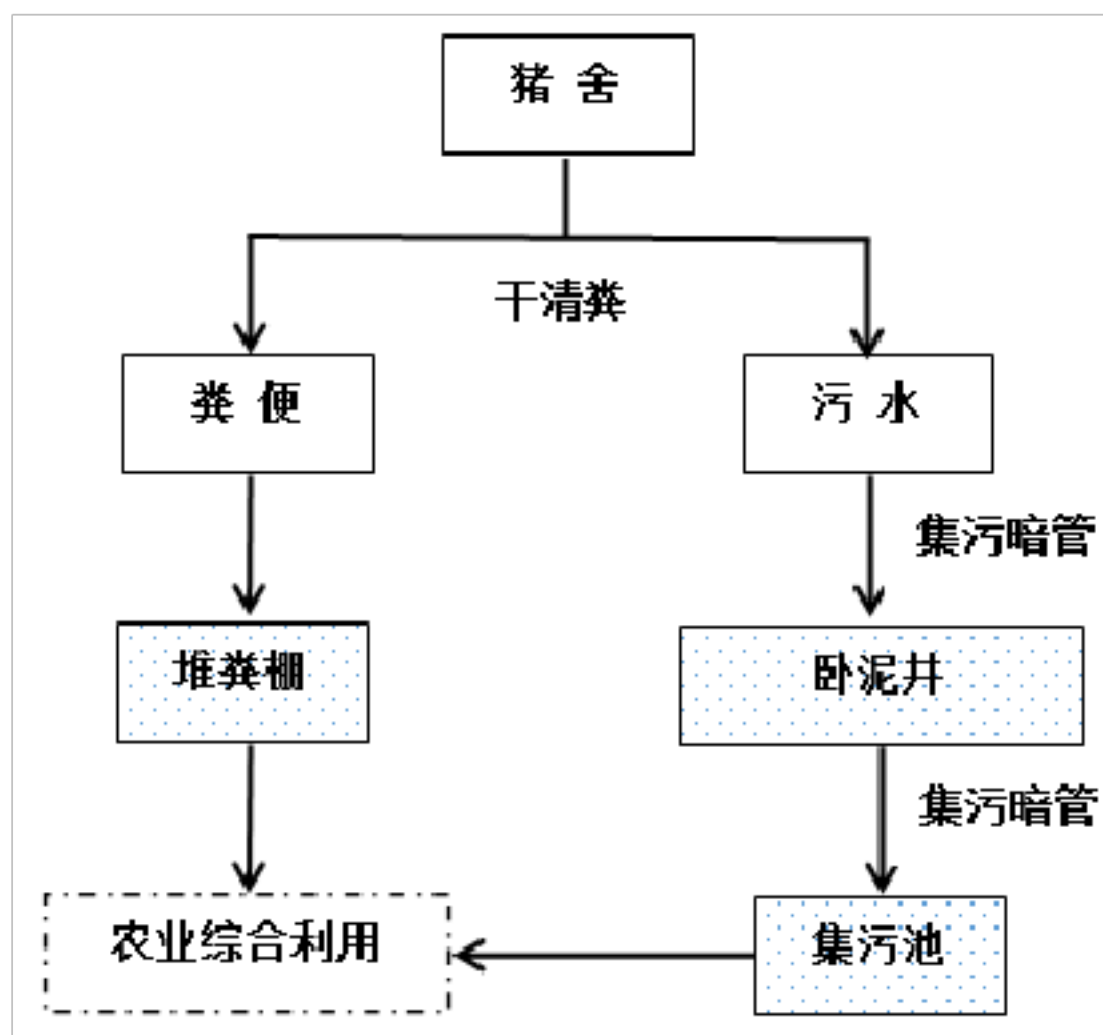 猪 舍
干清粪
粪 便
污 水
集污暗管
堆粪棚
卧泥井
集污暗管
农业综合利用
集污池